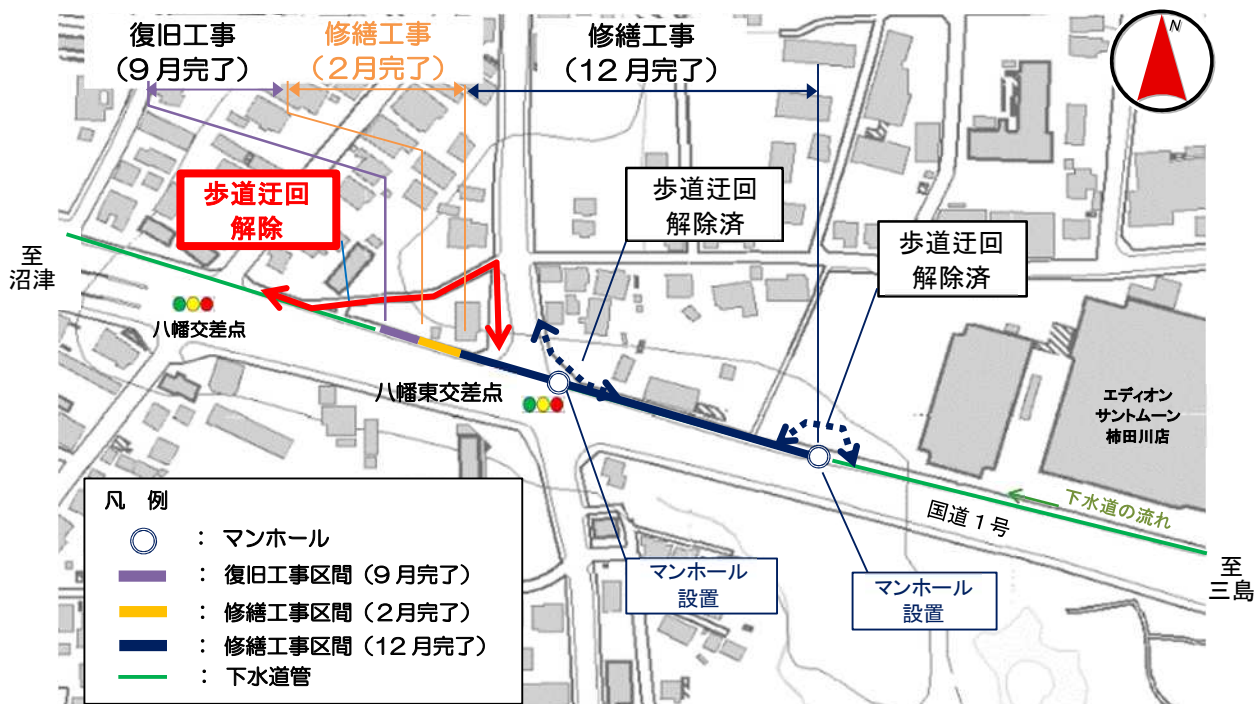 復旧工事
（9月完了）
修繕工事
（2月完了）
修繕工事
（12月完了）
N
歩道迂回
解除
歩道迂回
解除済
歩道迂回
解除済
至
沼津
八幡交差点
八幡東交差点
エディオン
サントムーン
柿田川店
下水道の流れ
国道1号
至
三島
マンホール
設置
マンホール
設置
凡 例
： マンホール
： 復旧工事区間（9月完了）
： 修繕工事区間（2月完了）
： 修繕工事区間（12月完了）
： 下水道管